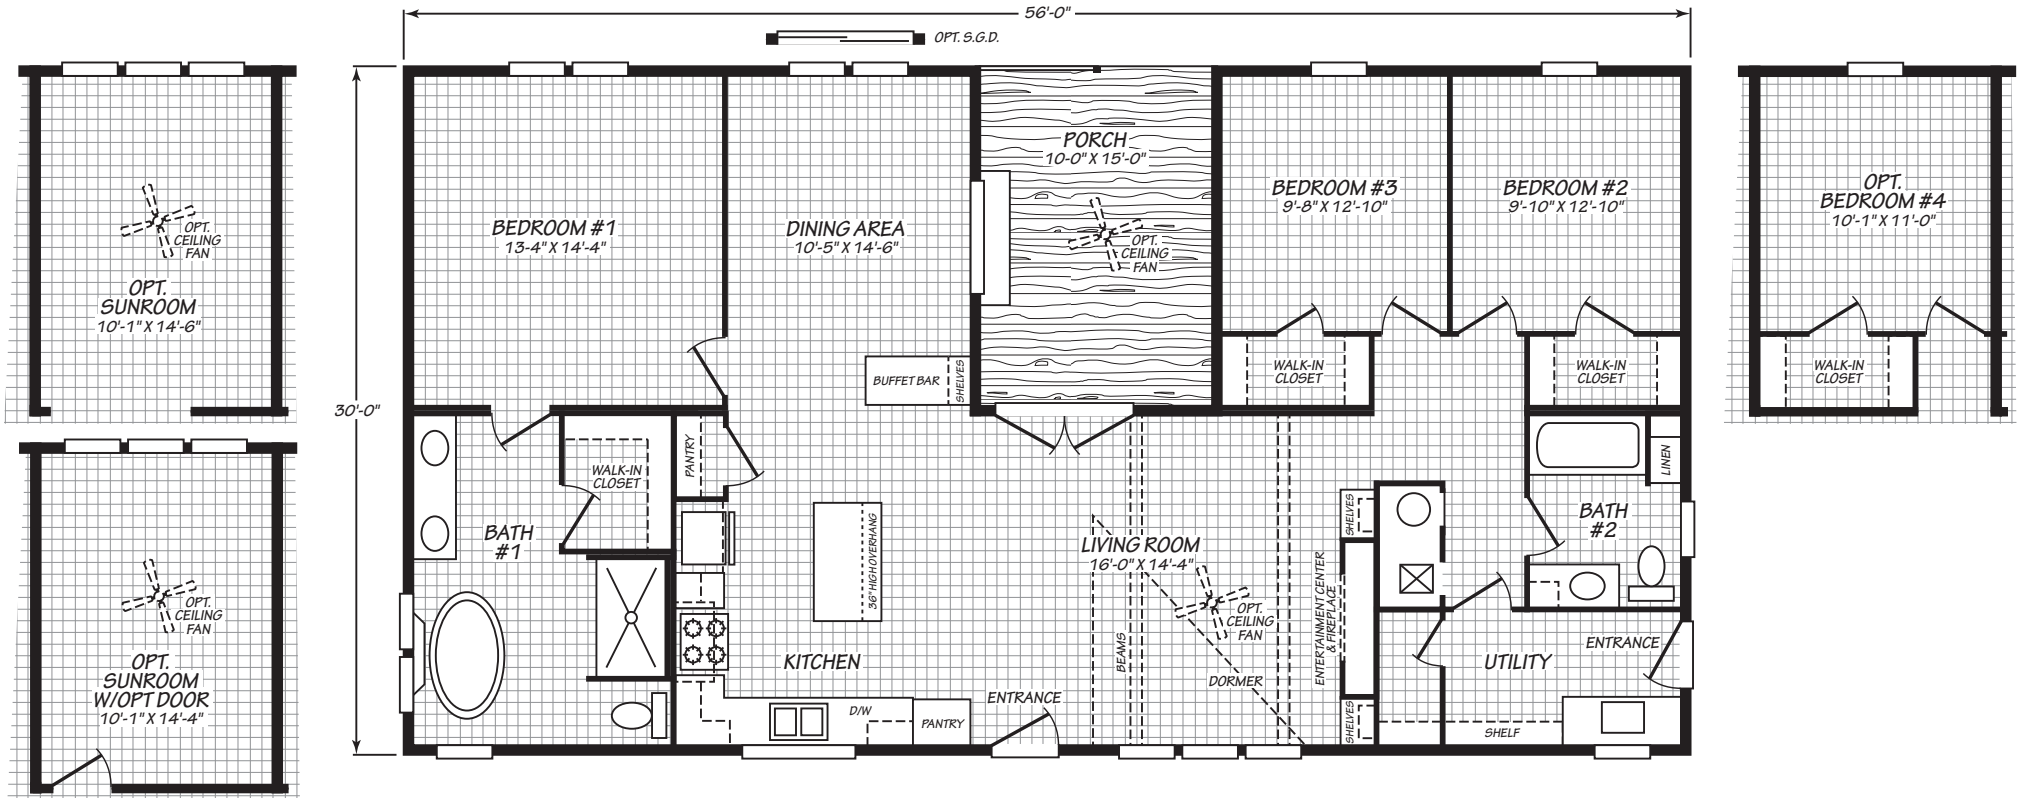 56'-0"
OPT. S.G.D.
30'-0"
OPT.
CEILING
FAN
OPT.
SUNROOM
10'-1" X 14'-6"
OPT.
CEILING
FAN
OPT.
SUNROOM
W/OPT DOOR
10'-1" X 14'-4"
BEDROOM #1
13-4" X 14'-4"
DINING AREA
10'-5" X 14'-6"
BUFFET BAR
SHELVES
PORCH
10-0" X 15'-0"
OPT.
CEILING
FAN
BEDROOM #3
9'-8" X 12'-10"
BEDROOM #2
9'-10" X 12'-10"
WALK-IN
CLOSET
WALK-IN
CLOSET
OPT.
BEDROOM #4
10'-1" X 11'-0"
WALK-IN
CLOSET
WALK-IN
CLOSET
PANTRY
BATH
#1
36" HIGH OVERHANG
KITCHEN
D/W
PANTRY
ENTRANCE
LIVING ROOM
16'-0" X 14'-4"
OPT.
CEILING
FAN
BEAMS
DORMER
SHELVES
ENTERTAINMENT CENTER
& FIREPLACE
SHELVES
BATH
#2
LINEN
UTILITY
ENTRANCE
SHELF